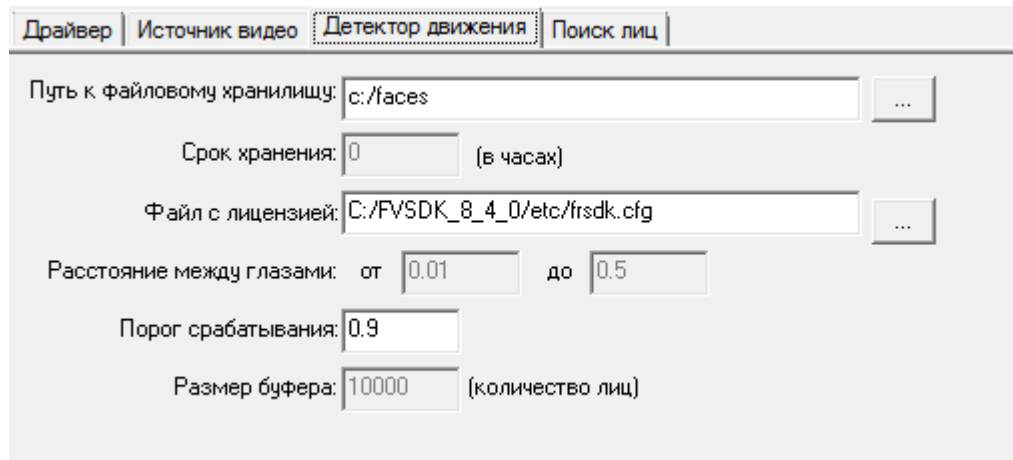 Драйвер Источник видео Детектор движения Поиск лиц
Путь к файловому хранилищу: c:/faces ...
Срок хранения: 0 (в часах)
Файл с лицензией: C:/FVSDK_8_4_0/etc/frsdk.cfg ...
Расстояние между глазами: от 0.01 до 0.5
Порог срабатывания: 0.9
Размер буфера: 10000 (количество лиц)